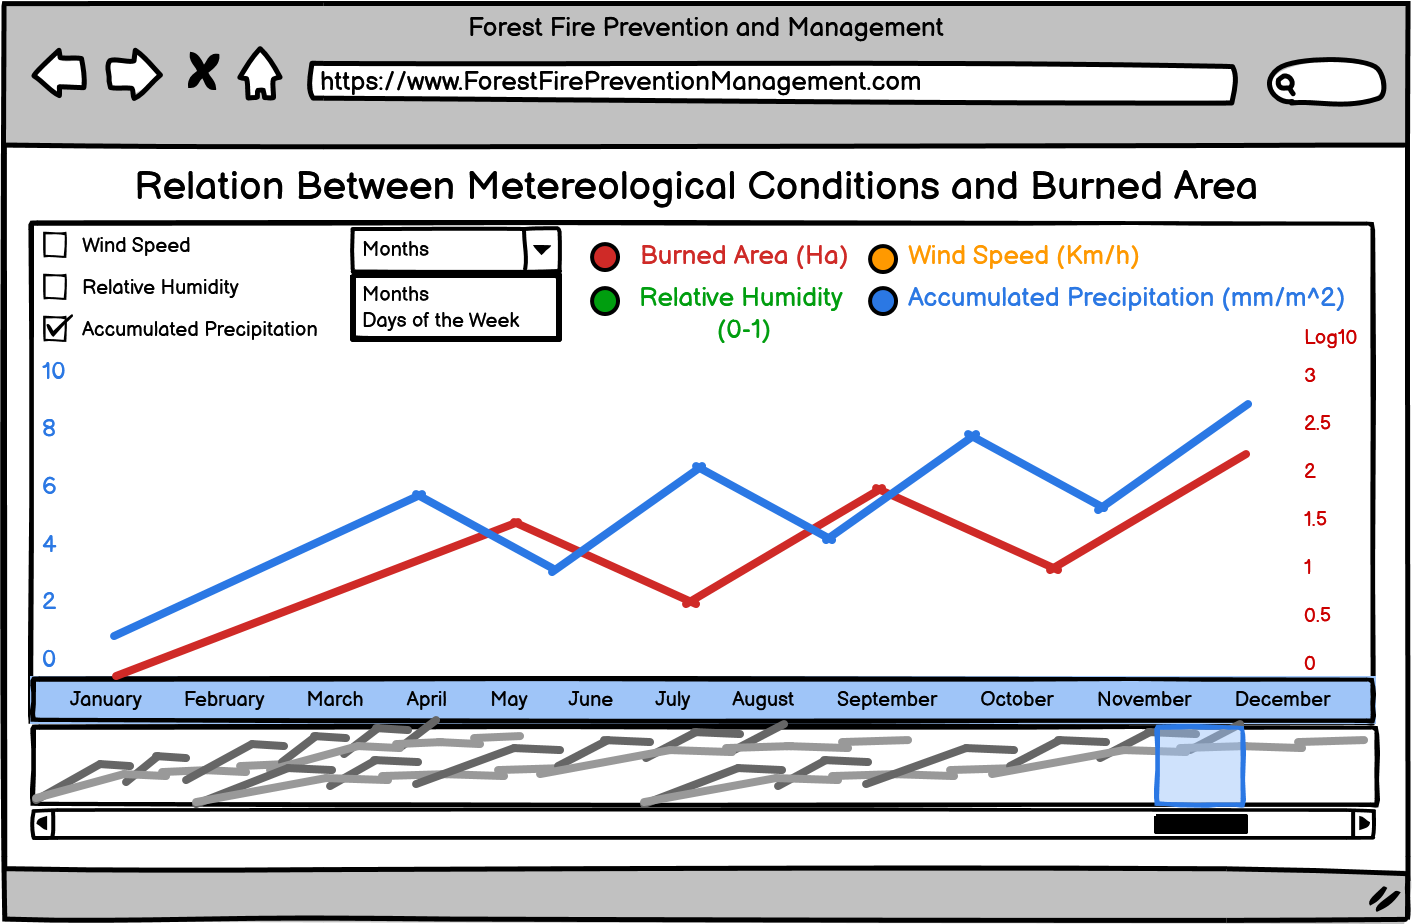 Forest Fire Prevention and Management
https://www.ForestFirePreventionManagement.com
Relation Between Metereological Conditions and Burned Area
Wind Speed
Relative Humidity
Accumulated Precipitation
Months
Months
Days of the Week
Burned Area (Ha)
Wind Speed (Km/h)
Relative Humidity
(0-1)
Accumulated Precipitation (mm/m^2)
Log10
10
8
6
4
2
0
3
2.5
2
1.5
1
0.5
0
January February March April May June July August September October November December